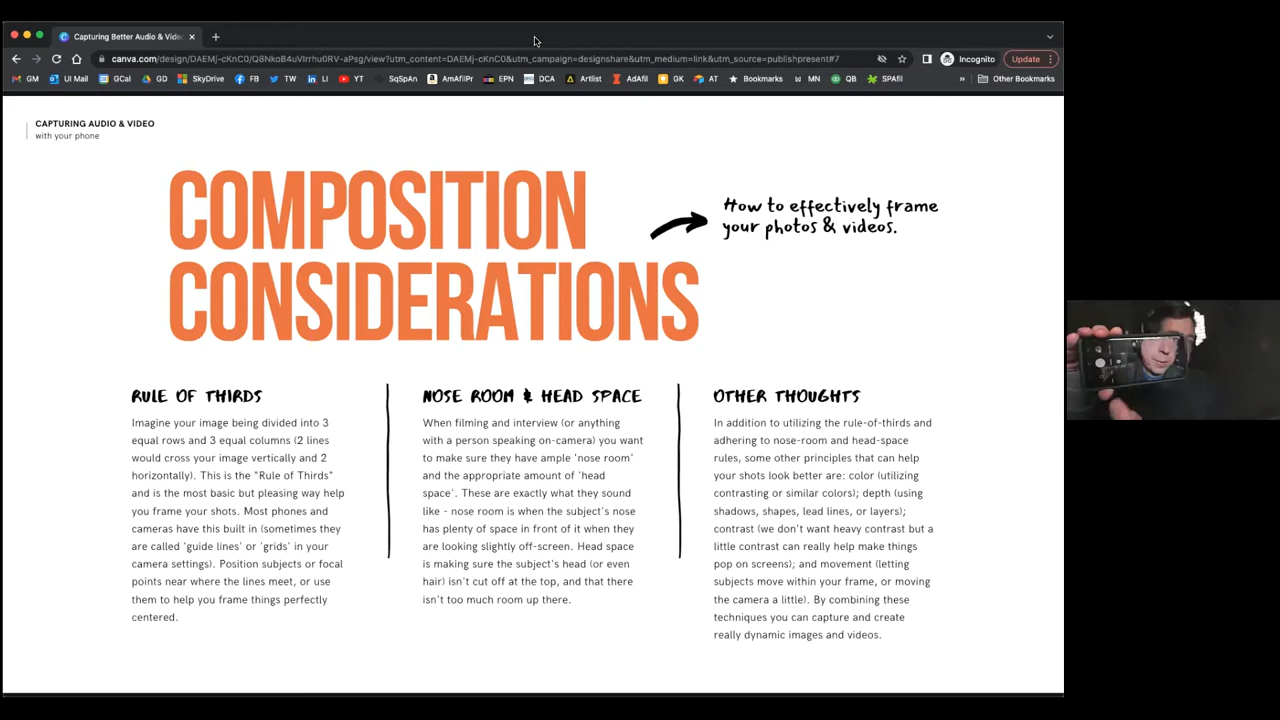 Capturing Better Audio & Vide
canva.com/design/DAEMj-cKnC0/Q8NkoB4uVIrrhu0RV-aPsg/view?utm_content=DAEMj-cKnC0&utm_campaign=designshare&utm_medium=link&utm_source=publishpresent#7
Incognito
Update
GM UI Mail GCal GD SkyDrive FB TW LI YT SqSpAn AmAfilPr EPN DCA Artlist AdAfil GK AT Bookmarks MN QB SPAfil » Other Bookmarks
CAPTURING AUDIO & VIDEO
with your phone
COMPOSITION
CONSIDERATIONS
How to effectively frame
your photos & videos.
RULE OF THIRDS
Imagine your image being divided into 3
equal rows and 3 equal columns (2 lines
would cross your image vertically and 2
horizontally). This is the "Rule of Thirds"
and is the most basic but pleasing way help
you frame your shots. Most phones and
cameras have this built in (sometimes they
are called 'guide lines' or 'grids' in your
camera settings). Position subjects or focal
points near where the lines meet, or use
them to help you frame things perfectly
centered.
NOSE ROOM & HEAD SPACE
When filming and interview (or anything
with a person speaking on-camera) you want
to make sure they have ample 'nose room'
and the appropriate amount of 'head
space'. These are exactly what they sound
like - nose room is when the subject's nose
has plenty of space in front of it when they
are looking slightly off-screen. Head space
is making sure the subject's head (or even
hair) isn't cut off at the top, and that there
isn't too much room up there.
OTHER THOUGHTS
In addition to utilizing the rule-of-thirds and
adhering to nose-room and head-space
rules, some other principles that can help
your shots look better are: color (utilizing
contrasting or similar colors); depth (using
shadows, shapes, lead lines, or layers);
contrast (we don't want heavy contrast but a
little contrast can really help make things
pop on screens); and movement (letting
subjects move within your frame, or moving
the camera a little). By combining these
techniques you can capture and create
really dynamic images and videos.